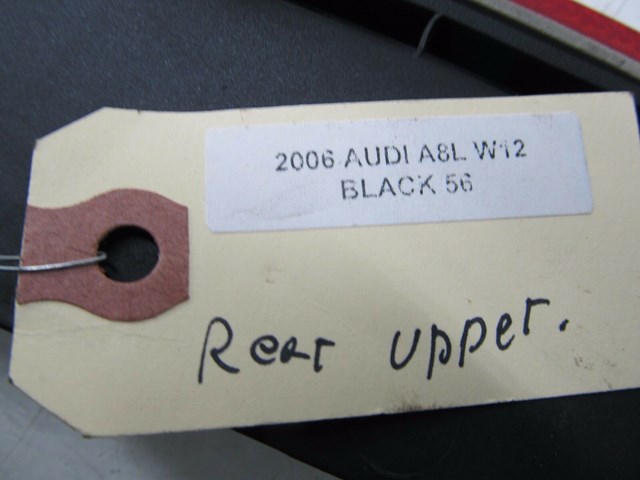 2006 AUDI A8L W12
BLACK 56
Rear upper.